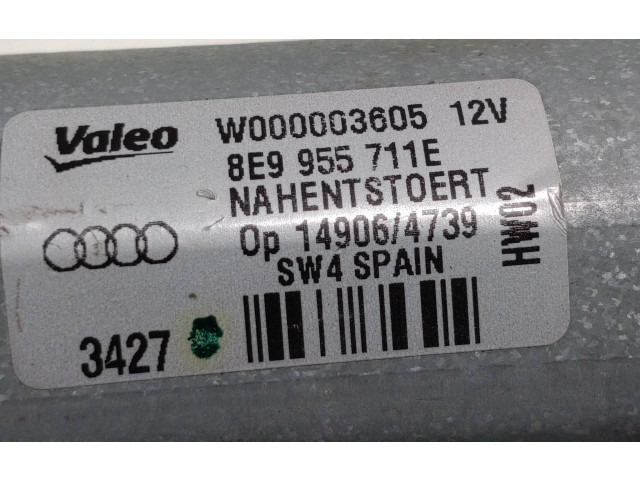 Valeo W000003605 12V
8E9 955 711E
NAHENTSTOERT
Op 14906/4739
SW4 SPAIN
HW02
3427